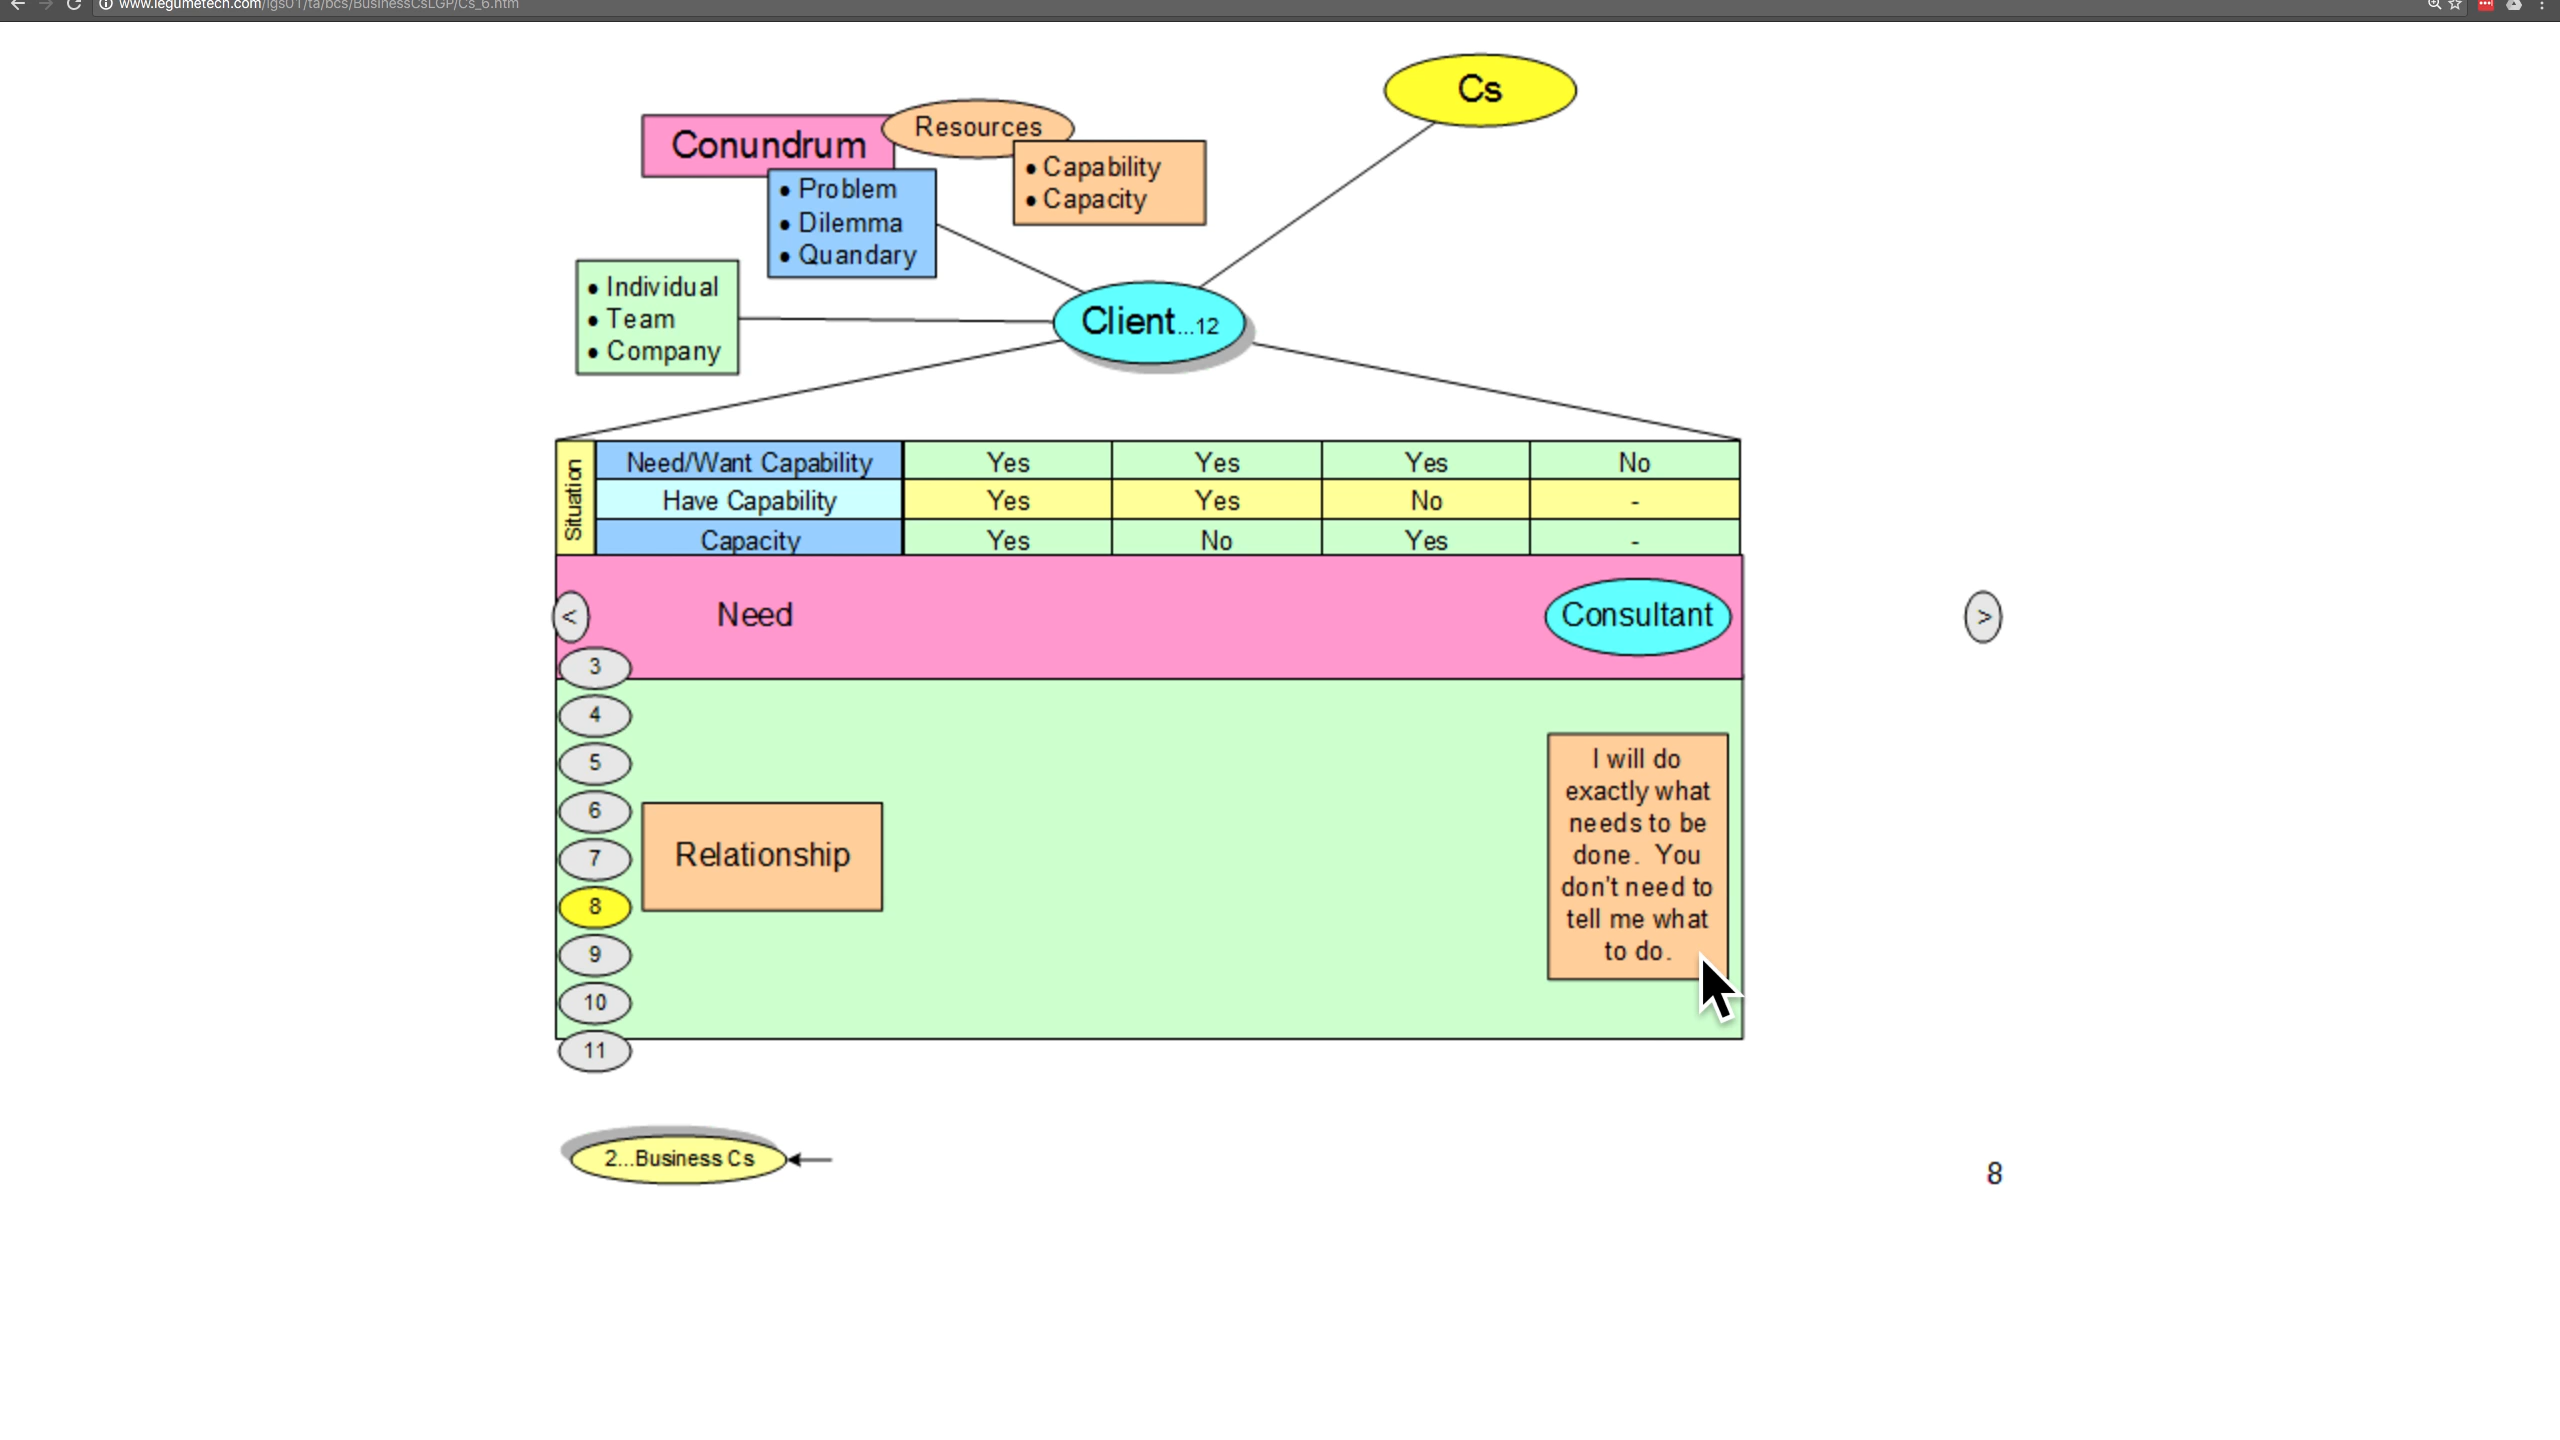 www.legumetech.com/lgs01/ta/bcs/BusinessCsLGP/Cs_6.htm
Cs
Resources
Conundrum
• Capability
• Capacity
• Problem
• Dilemma
• Quandary
• Individual
• Team
• Company
Client...12
Situation
Need/Want Capability Yes Yes Yes No
Have Capability Yes Yes No -
Capacity Yes No Yes -
< Need Consultant >
3
4
5
6
7
8
9
10
11
Relationship
I will do
exactly what
needs to be
done. You
don't need to
tell me what
to do.
2...Business Cs
8